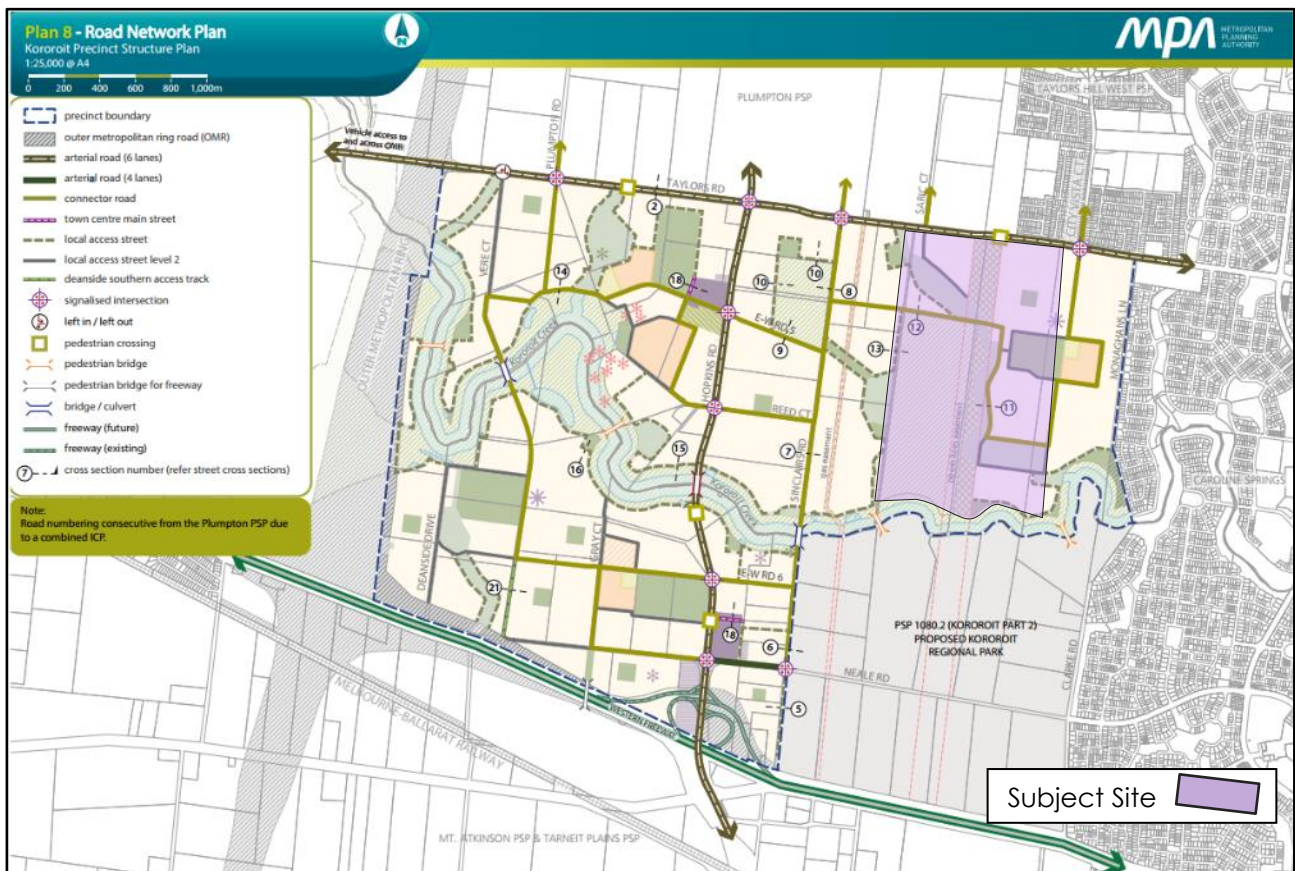 Plan 8 - Road Network Plan
Kororoit Precinct Structure Plan
1:25,000 @ A4
0 200 400 600 800 1,000m
MPA METROPOLITAN
PLANNING
AUTHORITY
precinct boundary
outer metropolitan ring road (OMR)
arterial road (6 lanes)
arterial road (4 lanes)
connector road
town centre main street
local access street
local access street level 2
deanside southern access track
signalised intersection
left in / left out
pedestrian crossing
pedestrian bridge
pedestrian bridge for freeway
bridge / culvert
freeway (future)
freeway (existing)
7 cross section number (refer street cross sections)
Note:
Road numbering consecutive from the Plumpton PSP due
to a combined ICP.
PLUMPTON PSP
TAYLORS HILL WEST PSP
Vehicle access to
and across OMR
PLUMPTON RD
TAYLORS RD
SARIC CT
CITY VISTA CT
OUTER METROPOLITAN RING
VERE CT
2
14
18
10
10
8
E-W RD 5
9
12
13
11
MONAGHANS LN
Kororoit Creek
HOPKINS RD
REED CT
7
gas easement
SINCLAIRS RD
15
16
Kororoit Creek
CAROLINE SPRINGS
DEANSIDE DRIVE
GRAY CT
E-W RD 6
21
18
6
NEALE RD
5
PSP 1080.2 (KOROROIT PART 2)
PROPOSED KOROROIT
REGIONAL PARK
CLARKE RD
WESTERN FREEWAY
MELBOURNE-BALLARAT RAILWAY
MT. ATKINSON PSP & TARNEIT PLAINS PSP
Subject Site